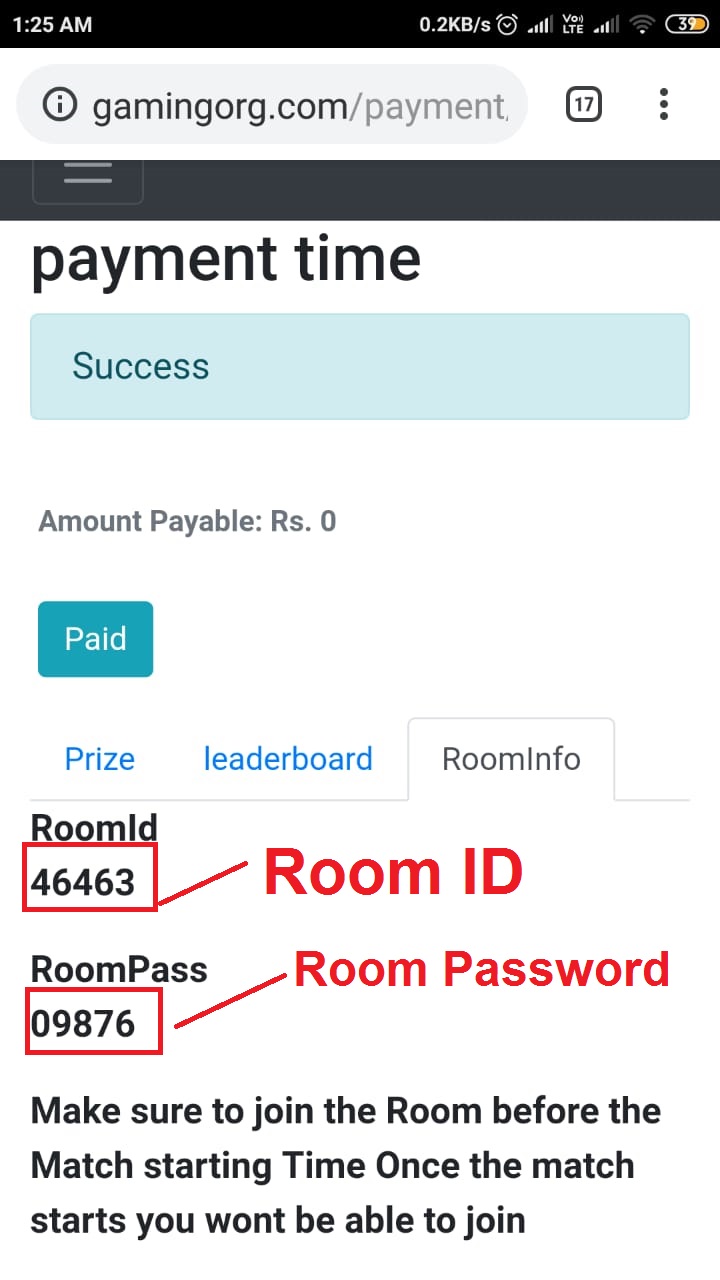 1:25 AM 0.2KB/s Vo) LTE 39
gamingorg.com/payment/ 17
payment time
Success
Amount Payable: Rs. 0
Paid
Prize leaderboard RoomInfo
RoomId
46463 Room ID
RoomPass Room Password
09876
Make sure to join the Room before the
Match starting Time Once the match
starts you wont be able to join